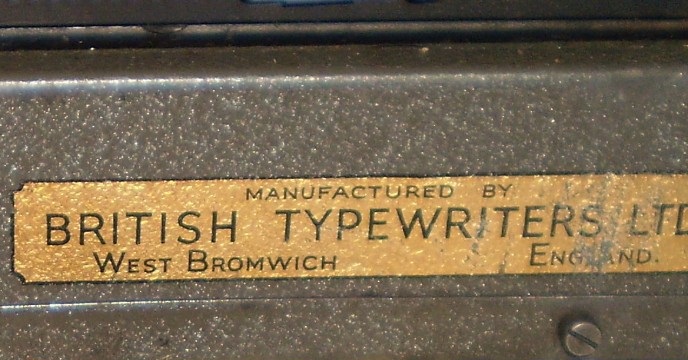 MANUFACTURED BY
BRITISH TYPEWRITERS LTD
WEST BROMWICH ENGLAND.